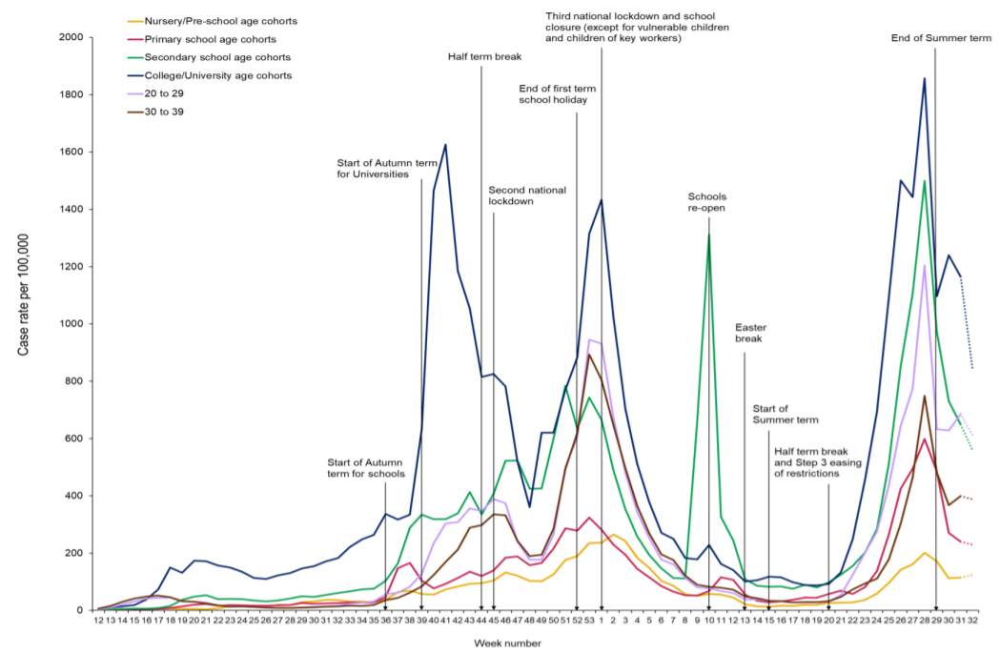 Nursery/Pre-school age cohorts
Primary school age cohorts
Secondary school age cohorts
College/University age cohorts
20 to 29
30 to 39
Third national lockdown and school
closure (except for vulnerable children
and children of key workers)
End of Summer term
Half term break
End of first term
school holiday
Start of Autumn term
for Universities
Second national
lockdown
Schools
re-open
Easter
break
Start of
Summer term
Start of Autumn
term for schools
Half term break
and Step 3 easing
of restrictions
Case rate per 100,000
2000
1800
1600
1400
1200
1000
800
600
400
200
0
12 13 14 15 16 17 18 19 20 21 22 23 24 25 26 27 28 29 30 31 32 33 34 35 36 37 38 39 40 41 42 43 44 45 46 47 48 49 50 51 52 53 1 2 3 4 5 6 7 8 9 10 11 12 13 14 15 16 17 18 19 20 21 22 23 24 25 26 27 28 29 30 31 32
Week number